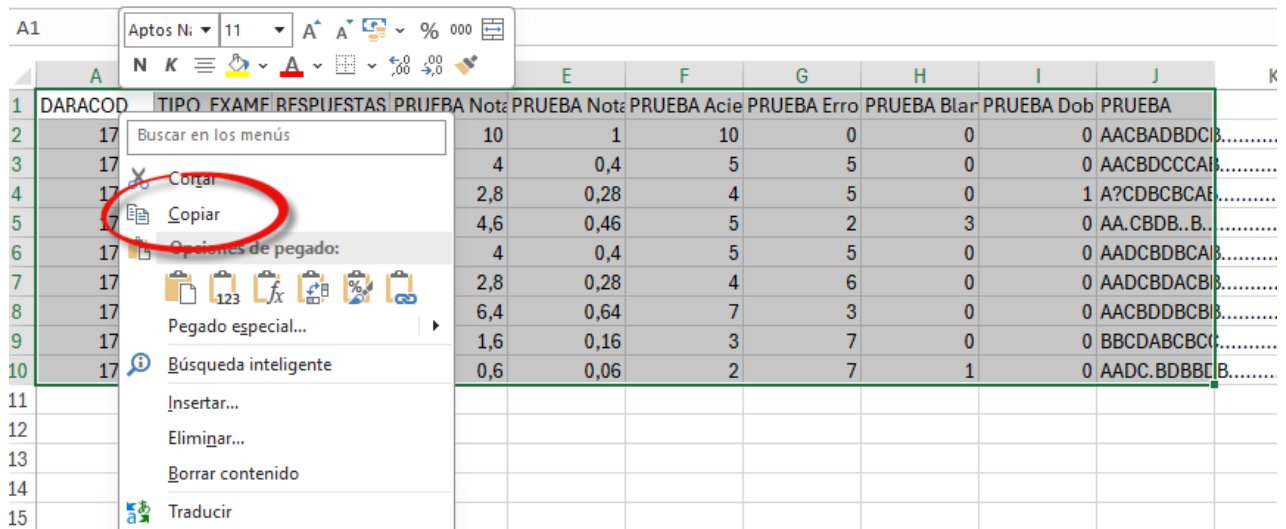 A1
Aptos Na 11 A A % 000
N K A ,00 ,00
A E F G H I J K
1 DARACOD TIPO EXAME RESPUESTAS PRUEBA Nota PRUEBA Nota PRUEBA Acie PRUEBA Erro PRUEBA Blan PRUEBA Dob PRUEBA
2 17 10 1 10 0 0 0 AACBADBDCB..........
3 17 4 0,4 5 5 0 0 AACBDCCCAB..........
4 17 2,8 0,28 4 5 0 1 A?CDBCBCAB..........
5 17 4,6 0,46 5 2 3 0 AA.CBDB..B..........
6 17 4 0,4 5 5 0 0 AADCBDBCAB..........
7 17 2,8 0,28 4 6 0 0 AADCBDACBB..........
8 17 6,4 0,64 7 3 0 0 AACBDDBCBB..........
9 17 1,6 0,16 3 7 0 0 BBCDABCBCC..........
10 17 0,6 0,06 2 7 1 0 AADC.BDBBDB..........
11
12
13
14
15
Buscar en los menús
Cortar
Copiar
Opciones de pegado:
123 fx %
Pegado especial...
Búsqueda inteligente
Insertar...
Eliminar...
Borrar contenido
Traducir